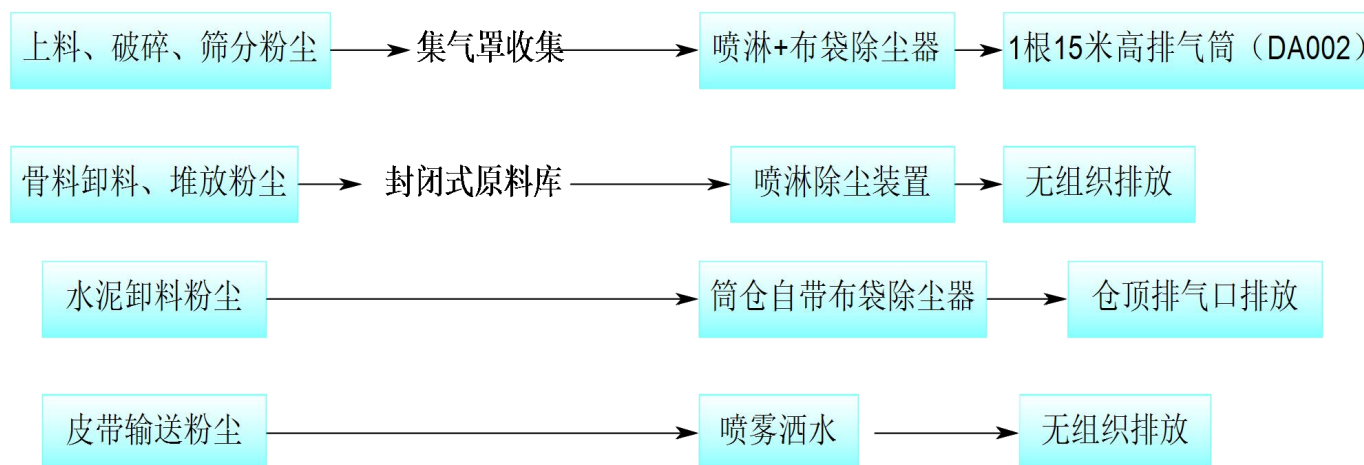 上料、破碎、筛分粉尘 集气罩收集 喷淋+布袋除尘器 1根15米高排气筒（DA002）
骨料卸料、堆放粉尘 封闭式原料库 喷淋除尘装置 无组织排放
水泥卸料粉尘 筒仓自带布袋除尘器 仓顶排气口排放
皮带输送粉尘 喷雾洒水 无组织排放